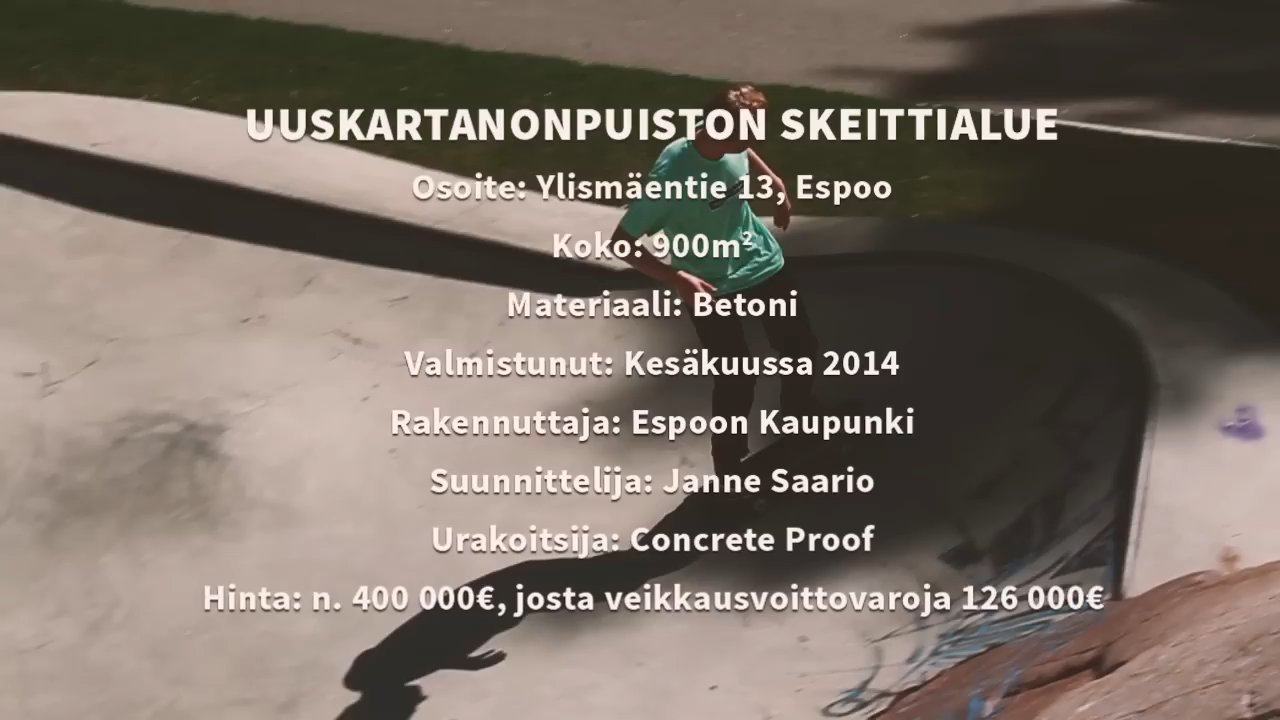 UUSKARTANONPUISTON SKEITTIALUE
Osoite: Ylismäentie 13, Espoo
Koko: 900m²
Materiaali: Betoni
Valmistunut: Kesäkuussa 2014
Rakennuttaja: Espoon Kaupunki
Suunnittelija: Janne Saario
Urakoitsija: Concrete Proof
Hinta: n. 400 000€, josta veikkausvoittovaroja 126 000€